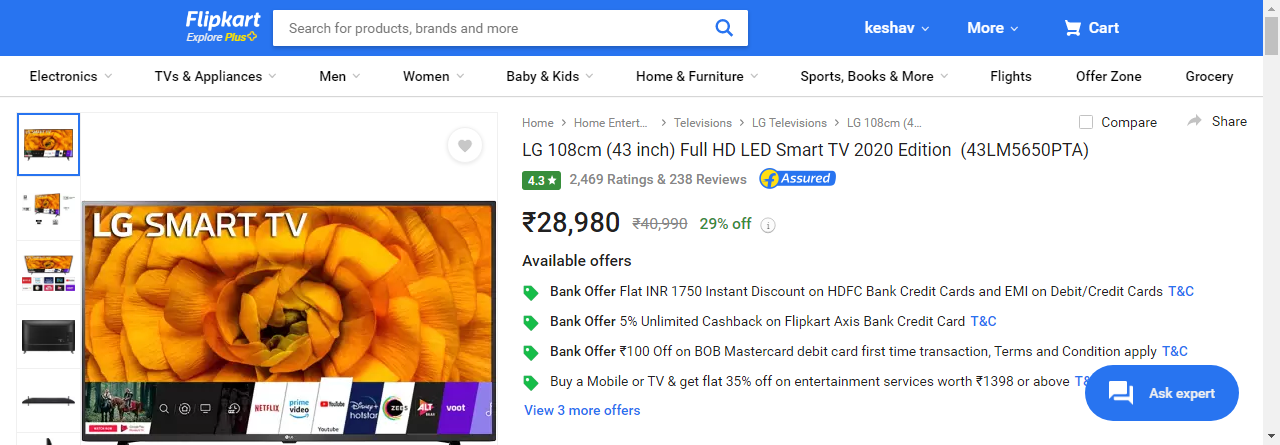 Flipkart
Explore Plus
Search for products, brands and more
keshav
More
Cart
Electronics
TVs & Appliances
Men
Women
Baby & Kids
Home & Furniture
Sports, Books & More
Flights
Offer Zone
Grocery
Home
Home Entert...
Televisions
LG Televisions
LG 108cm (4...
Compare
Share
LG 108cm (43 inch) Full HD LED Smart TV 2020 Edition (43LM5650PTA)
4.3
2,469 Ratings & 238 Reviews
Assured
₹28,980
₹40,990
29% off
Available offers
Bank Offer Flat INR 1750 Instant Discount on HDFC Bank Credit Cards and EMI on Debit/Credit Cards T&C
Bank Offer 5% Unlimited Cashback on Flipkart Axis Bank Credit Card T&C
Bank Offer ₹100 Off on BOB Mastercard debit card first time transaction, Terms and Condition apply T&C
Buy a Mobile or TV & get flat 35% off on entertainment services worth ₹1398 or above
View 3 more offers
Ask expert
LG SMART TV
NETFLIX
prime video
YouTube
Youtube
Disney+ hotstar
ZEE5
ALT
voot
LG